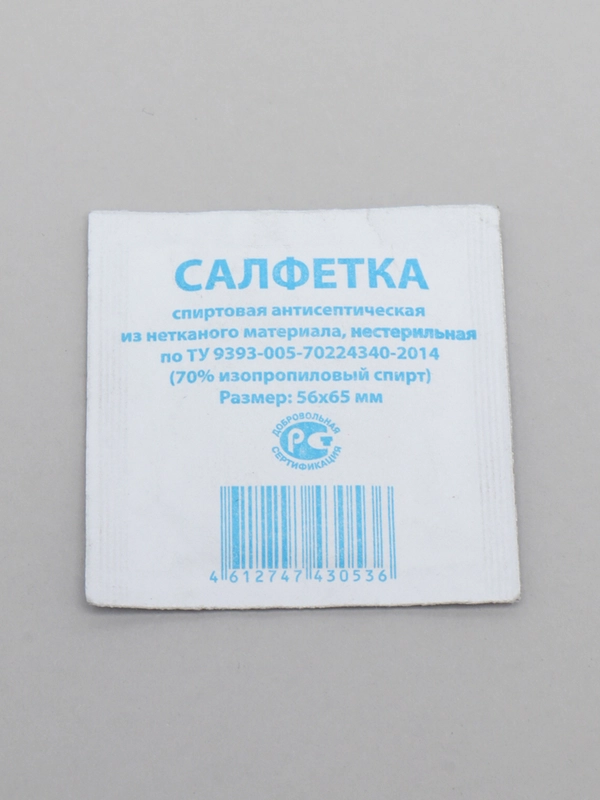 САЛФЕТКА
спиртовая антисептическая
из нетканого материала, нестерильная
по ТУ 9393-005-70224340-2014
(70% изопропиловый спирт)
Размер: 56х65 мм
ДОБРОВОЛЬНАЯ
РСТ
СЕРТИФИКАЦИЯ
4 612747 430536